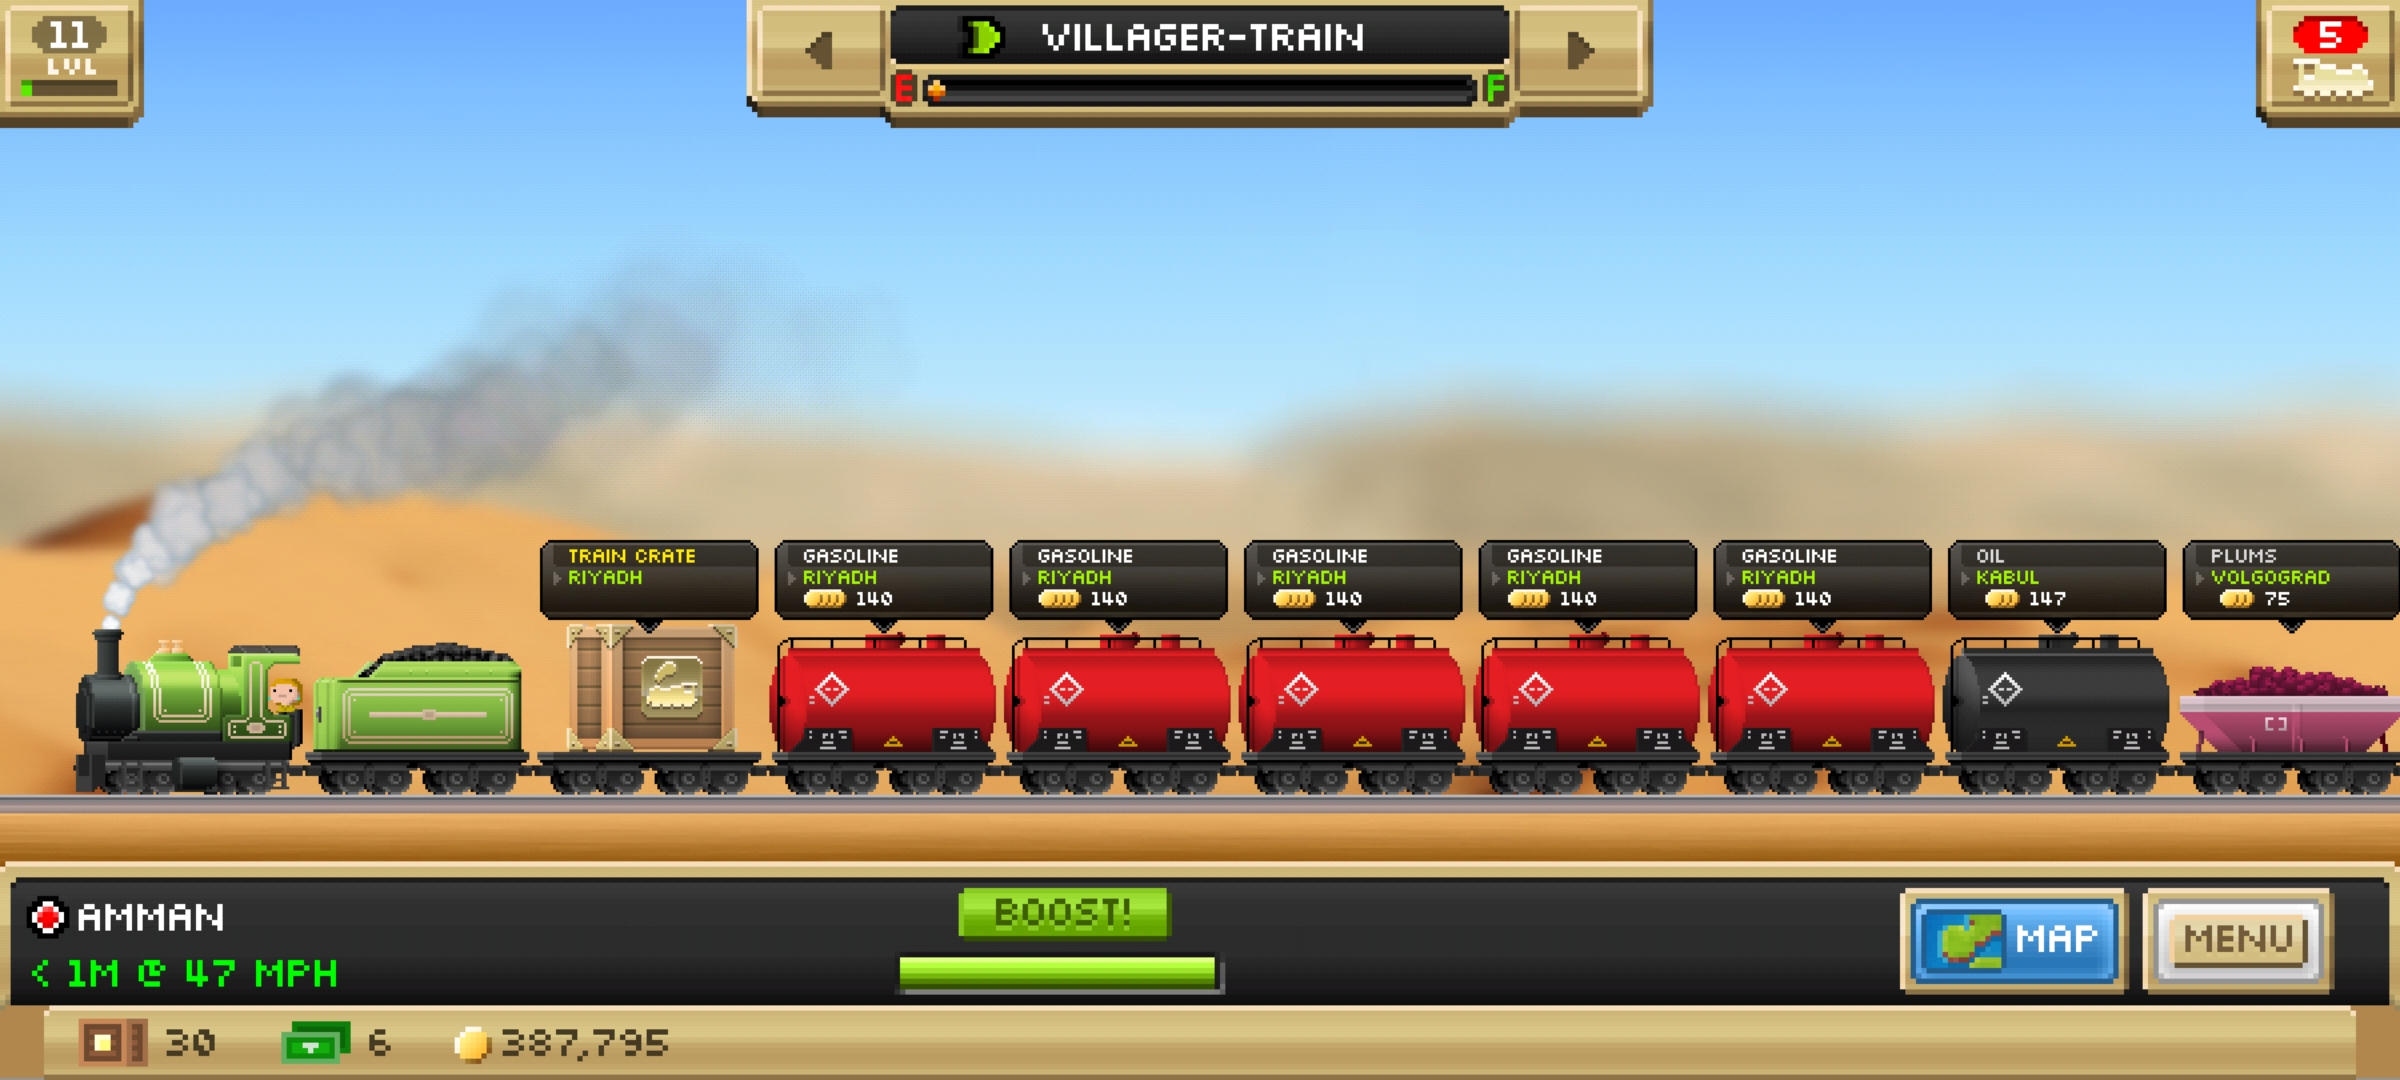 11
LVL
VILLAGER-TRAIN
E F
5
TRAIN CRATE
RIYADH
GASOLINE
RIYADH
140
GASOLINE
RIYADH
140
GASOLINE
RIYADH
140
GASOLINE
RIYADH
140
GASOLINE
RIYADH
140
OIL
KABUL
147
PLUMS
VOLGOGRAD
75
AMMAN
< 1M @ 47 MPH
BOOST!
MAP
MENU
30
6
387,795